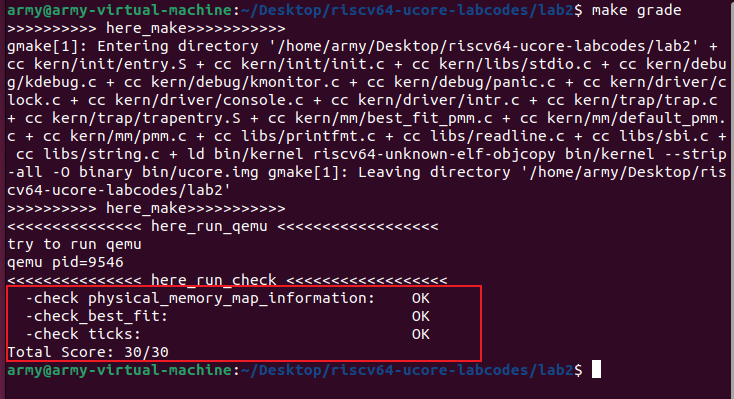 army@army-virtual-machine:~/Desktop/riscv64-ucore-labcodes/lab2$ make grade
>>>>>>>>>> here_make>>>>>>>>>>>
gmake[1]: Entering directory '/home/army/Desktop/riscv64-ucore-labcodes/lab2' +
cc kern/init/entry.S + cc kern/init/init.c + cc kern/libs/stdio.c + cc kern/debu
g/kdebug.c + cc kern/debug/kmonitor.c + cc kern/debug/panic.c + cc kern/driver/c
lock.c + cc kern/driver/console.c + cc kern/driver/intr.c + cc kern/trap/trap.c
+ cc kern/trap/trapentry.S + cc kern/mm/best_fit_pmm.c + cc kern/mm/default_pmm.
c + cc kern/mm/pmm.c + cc libs/printfmt.c + cc libs/readline.c + cc libs/sbi.c +
 cc libs/string.c + ld bin/kernel riscv64-unknown-elf-objcopy bin/kernel --strip
-all -O binary bin/ucore.img gmake[1]: Leaving directory '/home/army/Desktop/ris
cv64-ucore-labcodes/lab2'
>>>>>>>>>> here_make>>>>>>>>>>>
<<<<<<<<<<<<<<< here_run_qemu <<<<<<<<<<<<<<<<<<
try to run qemu
qemu pid=9546
<<<<<<<<<<<<<<< here_run_check <<<<<<<<<<<<<<<<<<
  -check physical_memory_map_information:    OK
  -check_best_fit:                           OK
  -check ticks:                              OK
Total Score: 30/30
army@army-virtual-machine:~/Desktop/riscv64-ucore-labcodes/lab2$